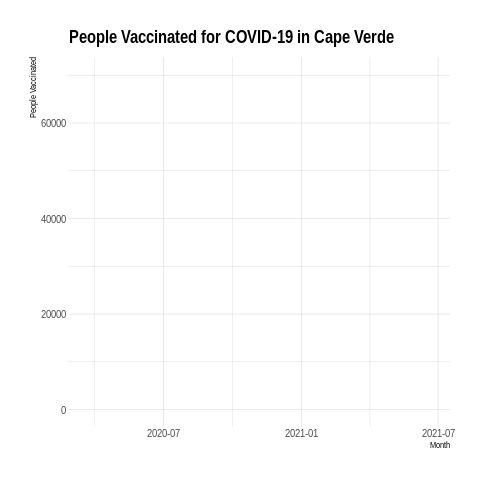 People Vaccinated for COVID-19 in Cape Verde
People Vaccinated
60000
40000
20000
0
2020-07 2021-01 2021-07
Month